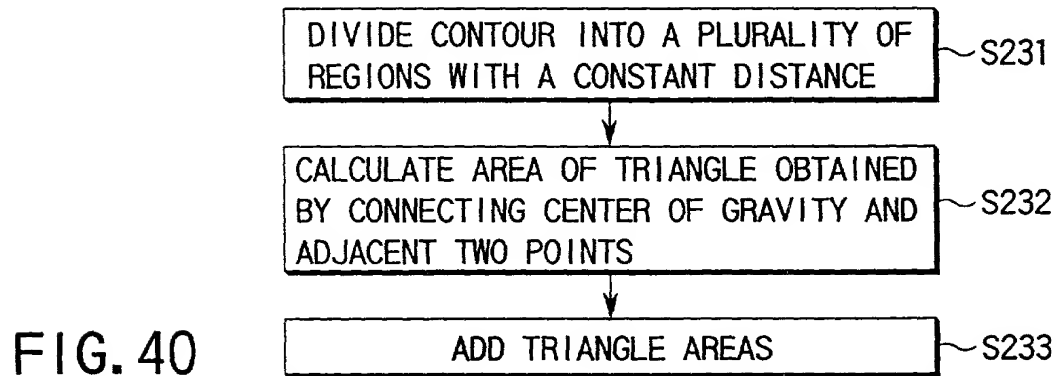 DIVIDE CONTOUR INTO A PLURALITY OF
REGIONS WITH A CONSTANT DISTANCE
S231
CALCULATE AREA OF TRIANGLE OBTAINED
BY CONNECTING CENTER OF GRAVITY AND
ADJACENT TWO POINTS
S232
ADD TRIANGLE AREAS
S233
FIG. 40